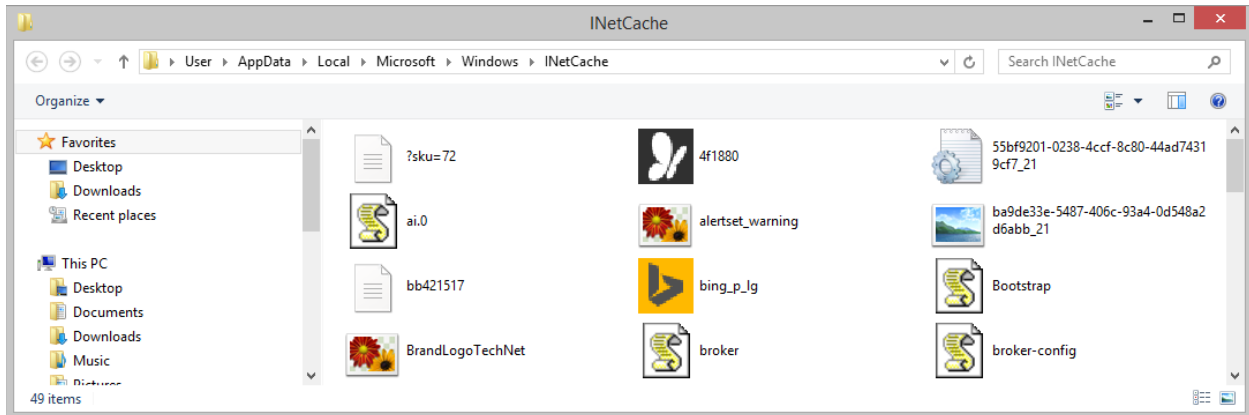 INetCache
User AppData Local Microsoft Windows INetCache
Search INetCache
Organize
Favorites
Desktop
Downloads
Recent places
This PC
Desktop
Documents
Downloads
Music
Pictures
?sku=72
4f1880
55bf9201-0238-4ccf-8c80-44ad7431
9cf7_21
ai.0
alertset_warning
ba9de33e-5487-406c-93a4-0d548a2
d6abb_21
bb421517
bing_p_lg
Bootstrap
BrandLogoTechNet
broker
broker-config
49 items